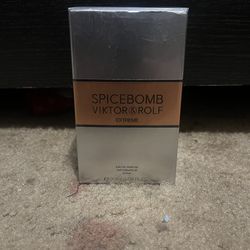 SPICEBOMB
VIKTOR&ROLF
EXTREME
EAU DE PARFUM